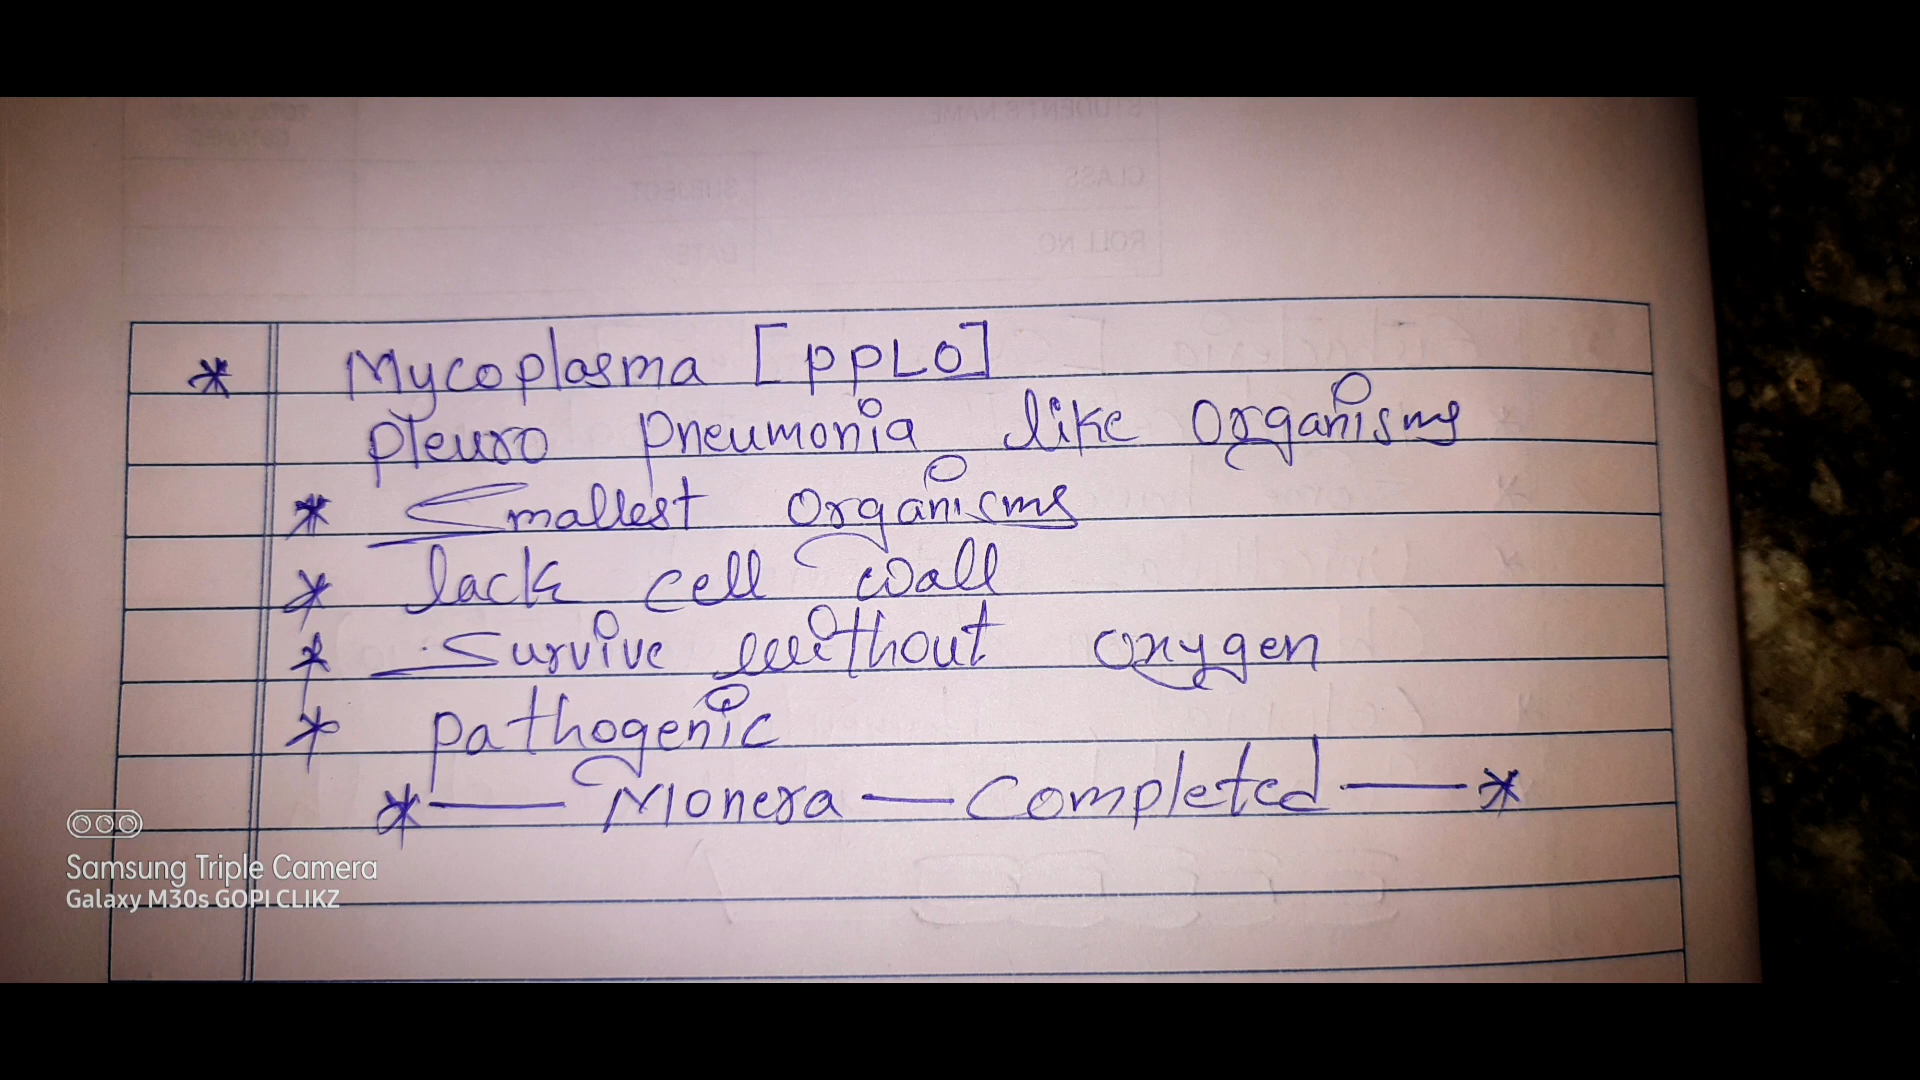 * Mycoplasma [PPLO]
pleuro pneumonia like Organisms
* Smallest Organisms
* lack cell wall
* Survive without oxygen
* pathogenic
*— Monera — Completed —*
Samsung Triple Camera
Galaxy M30s GOPI CLIKZ